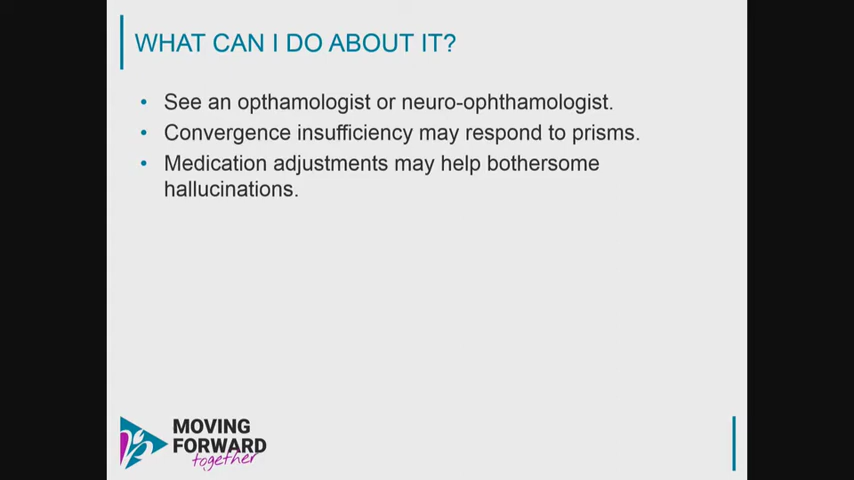 WHAT CAN I DO ABOUT IT?
• See an opthamologist or neuro-ophthamologist.
• Convergence insufficiency may respond to prisms.
• Medication adjustments may help bothersome
hallucinations.
MOVING
FORWARD
together